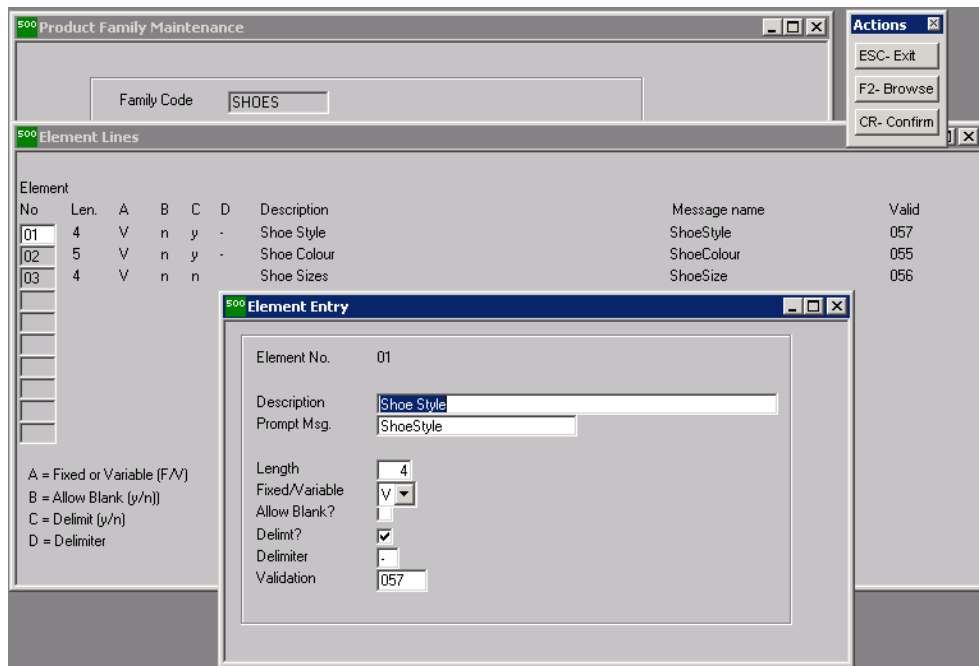 500 Product Family Maintenance
Actions
ESC- Exit
F2- Browse
CR- Confirm
Family Code SHOES
500 Element Lines
Element
No Len. A B C D Description Message name Valid
01 4 V n y - Shoe Style ShoeStyle 057
02 5 V n y - Shoe Colour ShoeColour 055
03 4 V n n Shoe Sizes ShoeSize 056
A = Fixed or Variable (F/V)
B = Allow Blank (y/n))
C = Delimit (y/n)
D = Delimiter
500 Element Entry
Element No. 01
Description Shoe Style
Prompt Msg. ShoeStyle
Length 4
Fixed/Variable V
Allow Blank?
Delimt?
Delimiter -
Validation 057